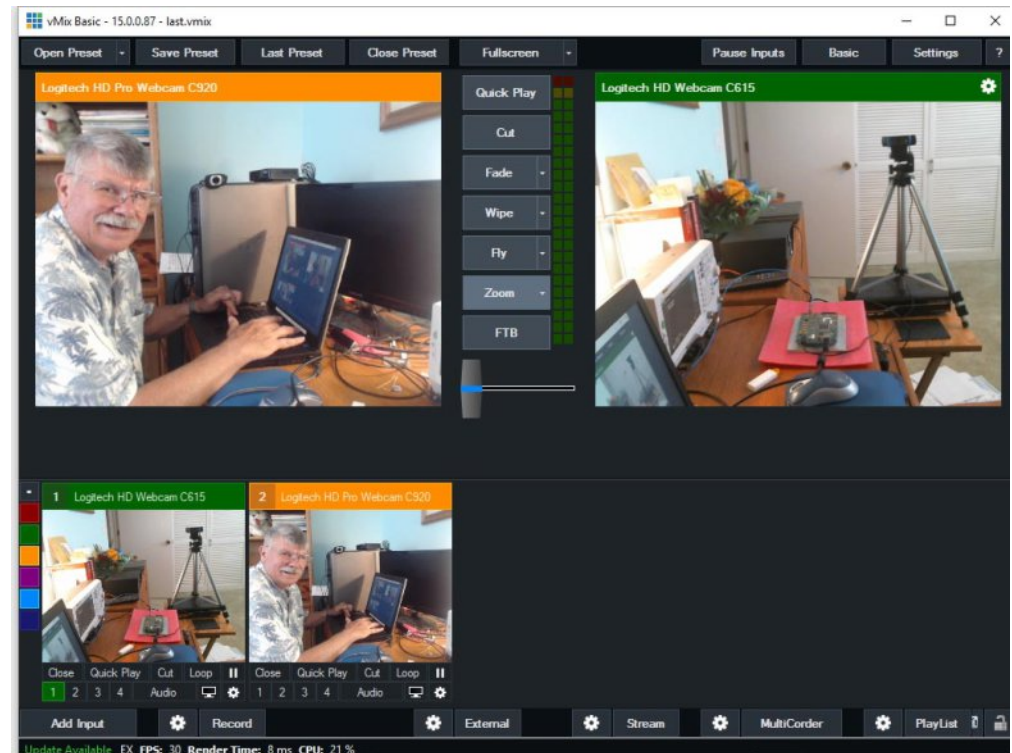 vMix Basic - 15.0.0.87 - last.vmix
Open Preset Save Preset Last Preset Close Preset Fullscreen Pause Inputs Basic Settings ?
Logitech HD Pro Webcam C920
Logitech HD Webcam C615
Quick Play
Cut
Fade
Wipe
Fly
Zoom
FTB
1 Logitech HD Webcam C615
2 Logitech HD Pro Webcam C920
Close Quick Play Cut Loop Close Quick Play Cut Loop
1 2 3 4 Audio 1 2 3 4 Audio
Add Input Record External Stream MultiCorder PlayList
Update Available EX FPS: 30 Render Time: 8 ms CPU: 21 %